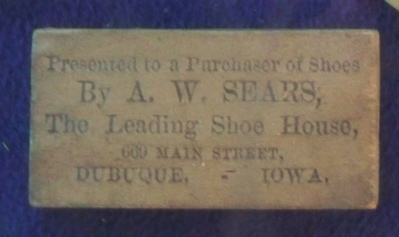 Presented to a Purchaser of Shoes
By A. W. SEARS,
The Leading Shoe House,
669 MAIN STREET,
DUBUQUE, - IOWA.